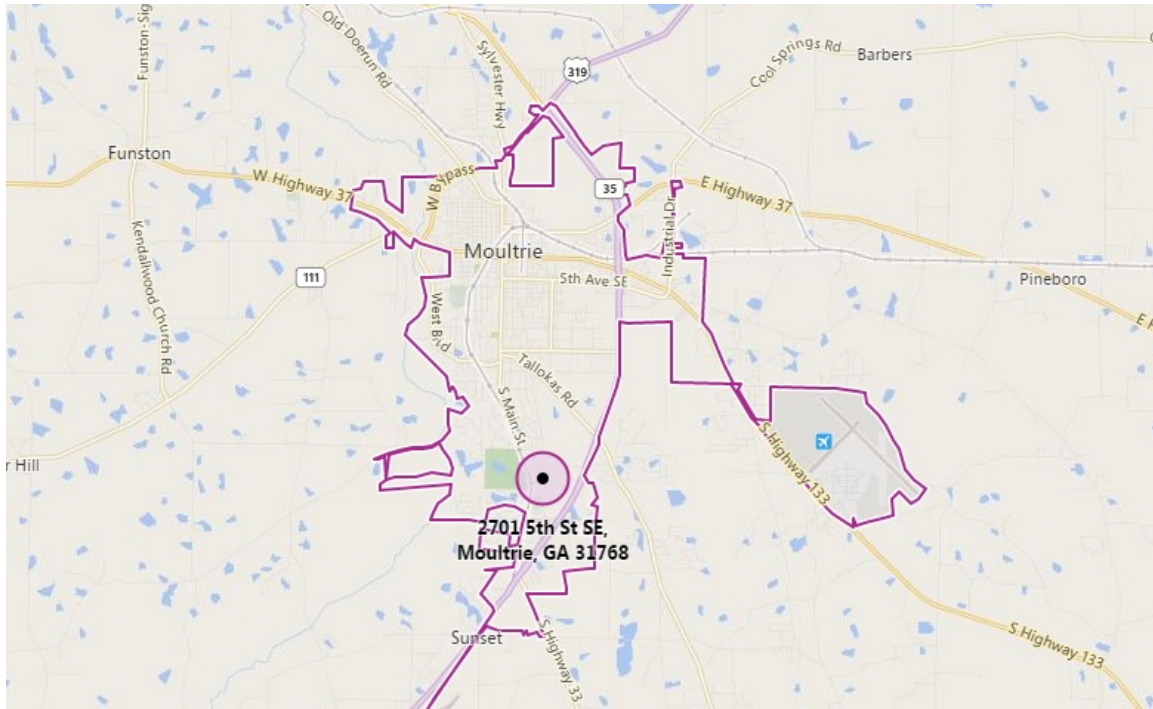 Funston-Sig
Old Doerun Rd
Sylvester Hwy
319
Cool Springs Rd
Barbers
Funston
W Highway 37
W Bypass
35
E Highway 37
Industrial Dr
Moultrie
111
5th Ave SE
Pineboro
Kendallwood Church Rd
West Blvd
E H
Tallokas Rd
S Main St
r Hill
S Highway 133
2701 5th St SE,
Moultrie, GA 31768
Sunset
S Highway 33
S Highway 133